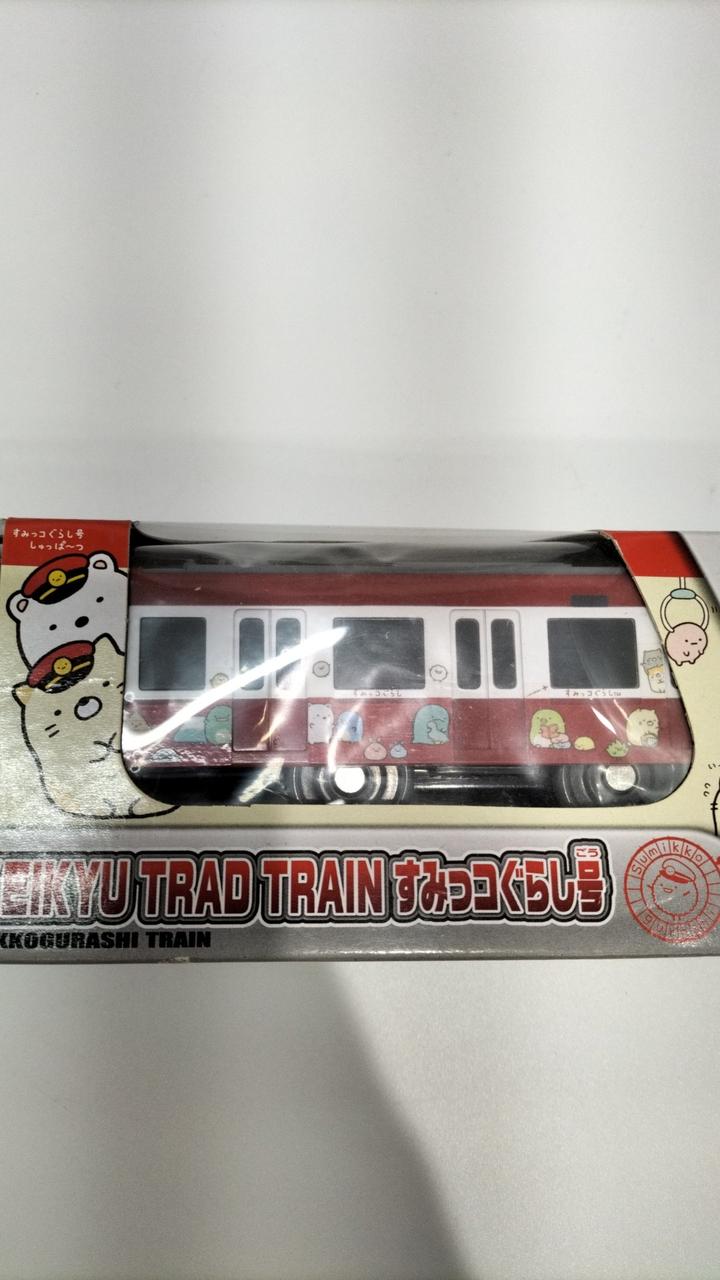 すみっコぐらし号
しゅっぱ〜つ
すみっコぐらし
すみっコぐらし
EIKYU TRAD TRAIN すみっコぐらし号
ごう
KKOGURASHI TRAIN
Sumikko